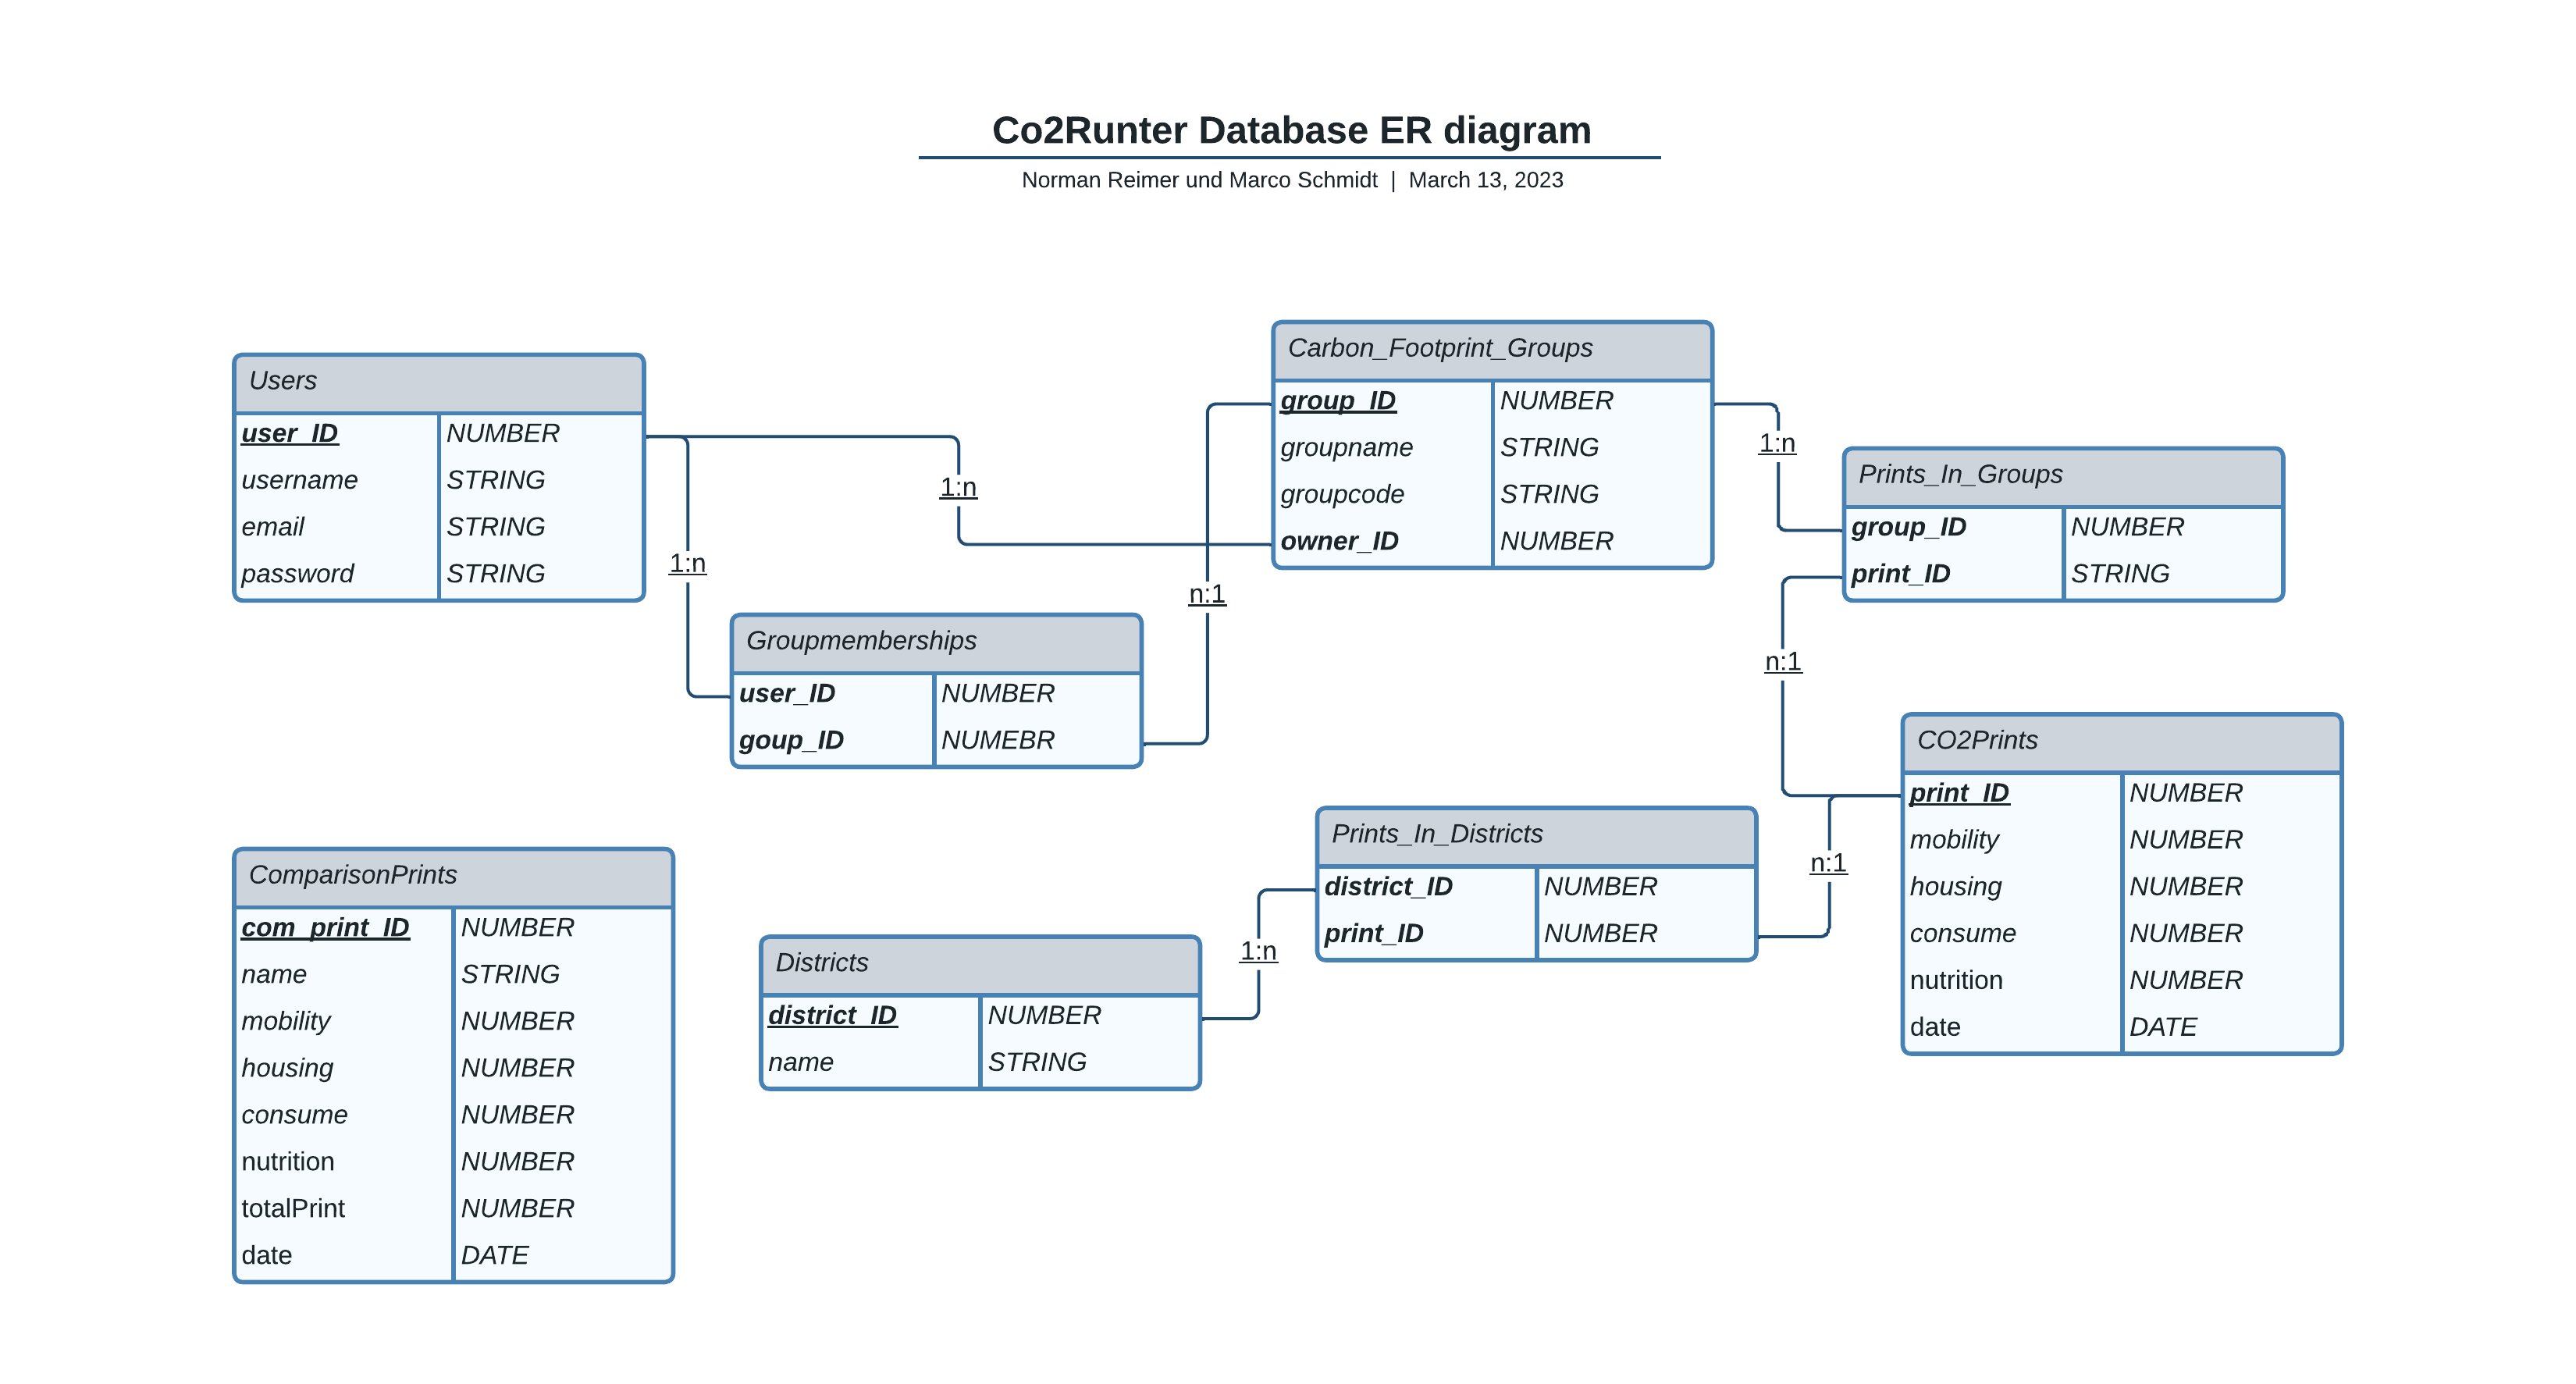 Co2Runter Database ER diagram
Norman Reimer und Marco Schmidt | March 13, 2023
Users
user_ID NUMBER
username STRING
email STRING
password STRING
1:n
1:n
Groupmemberships
user_ID NUMBER
goup_ID NUMEBR
n:1
Carbon_Footprint_Groups
group_ID NUMBER
groupname STRING
groupcode STRING
owner_ID NUMBER
1:n
Prints_In_Groups
group_ID NUMBER
print_ID STRING
n:1
CO2Prints
print_ID NUMBER
mobility NUMBER
housing NUMBER
consume NUMBER
nutrition NUMBER
date DATE
n:1
Prints_In_Districts
district_ID NUMBER
print_ID NUMBER
1:n
Districts
district_ID NUMBER
name STRING
ComparisonPrints
com_print_ID NUMBER
name STRING
mobility NUMBER
housing NUMBER
consume NUMBER
nutrition NUMBER
totalPrint NUMBER
date DATE